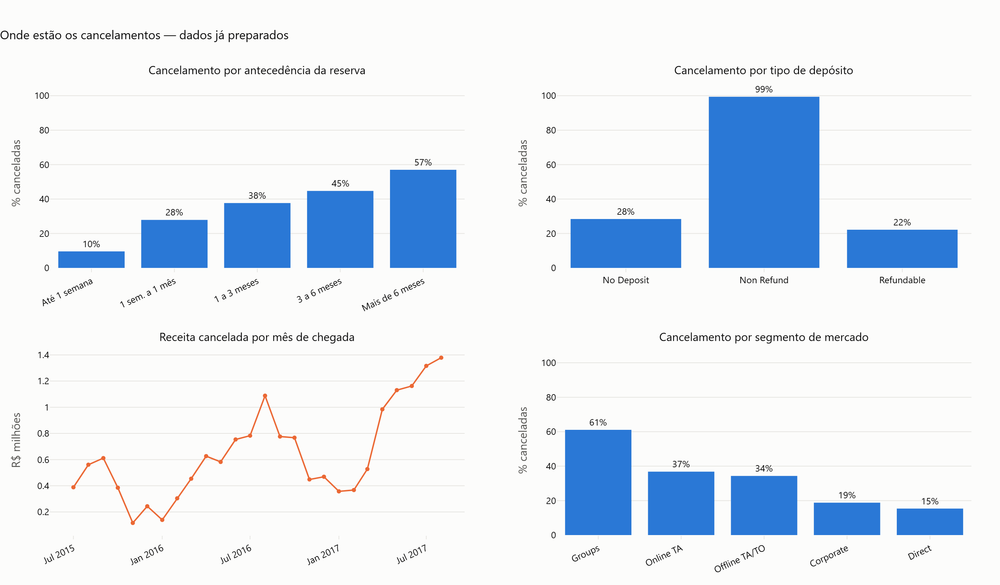 Onde estão os cancelamentos — dados já preparados
Cancelamento por antecedência da reserva
% canceladas
100
80
60
40
20
0
10%
28%
38%
45%
57%
Até 1 semana
1 sem. a 1 mês
1 a 3 meses
3 a 6 meses
Mais de 6 meses
Cancelamento por tipo de depósito
% canceladas
100
80
60
40
20
0
28%
99%
22%
No Deposit
Non Refund
Refundable
Receita cancelada por mês de chegada
R$ milhões
1.4
1.2
1
0.8
0.6
0.4
0.2
Jul 2015
Jan 2016
Jul 2016
Jan 2017
Jul 2017
Cancelamento por segmento de mercado
% canceladas
100
80
60
40
20
0
61%
37%
34%
19%
15%
Groups
Online TA
Offline TA/TO
Corporate
Direct